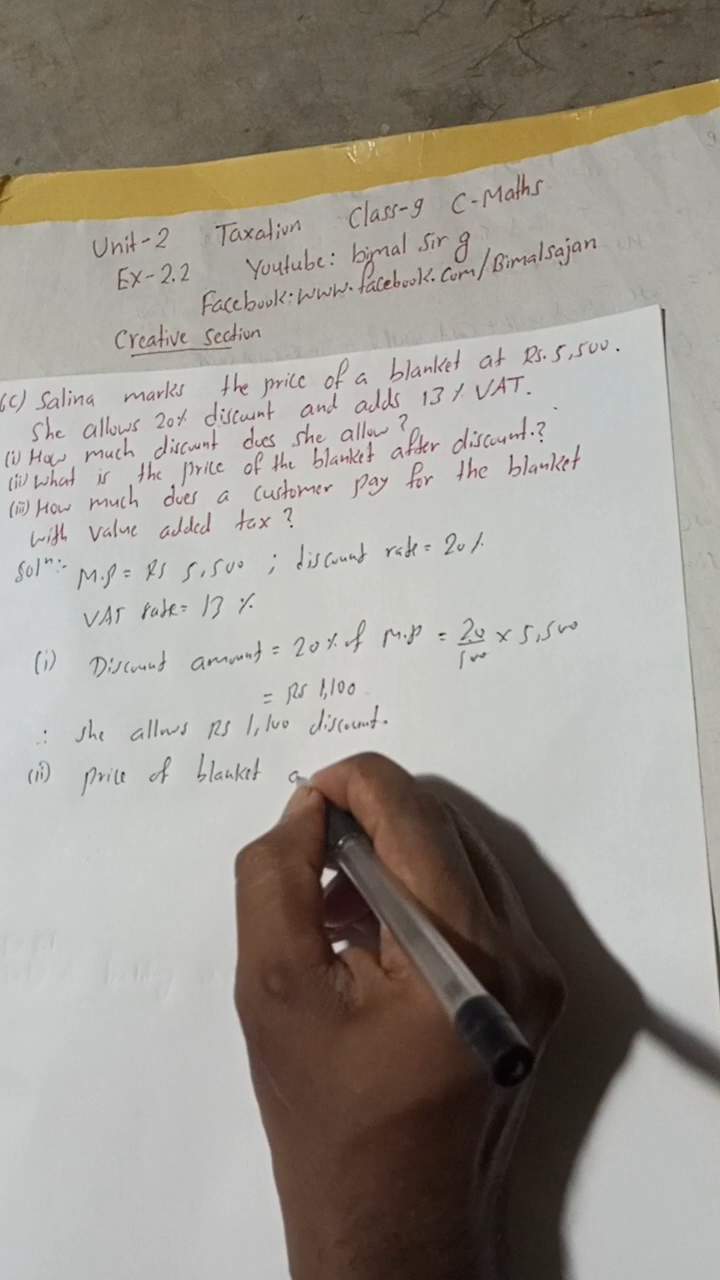 Unit-2 Taxation Class-9 C-Maths
Ex-2.2 Youtube: bimal sir g
Facebook: www.facebook.com/Bimalsajan
Creative Section
6c) Salina marks the price of a blanket at Rs. 5,500.
She allows 20% discount and adds 13% VAT.
(i) How much discount does she allow?
(ii) What is the price of the blanket after discount.?
(iii) How much does a customer pay for the blanket
with value added tax?
Solⁿ:- M.P = RS 5,500 ; discount rate = 20%
VAT rate = 13 %
(i) Discount amount = 20% of M.P = 20/100 × 5,500
= RS 1,100
∴ she allows RS 1,100 discount.
(ii) price of blanket a